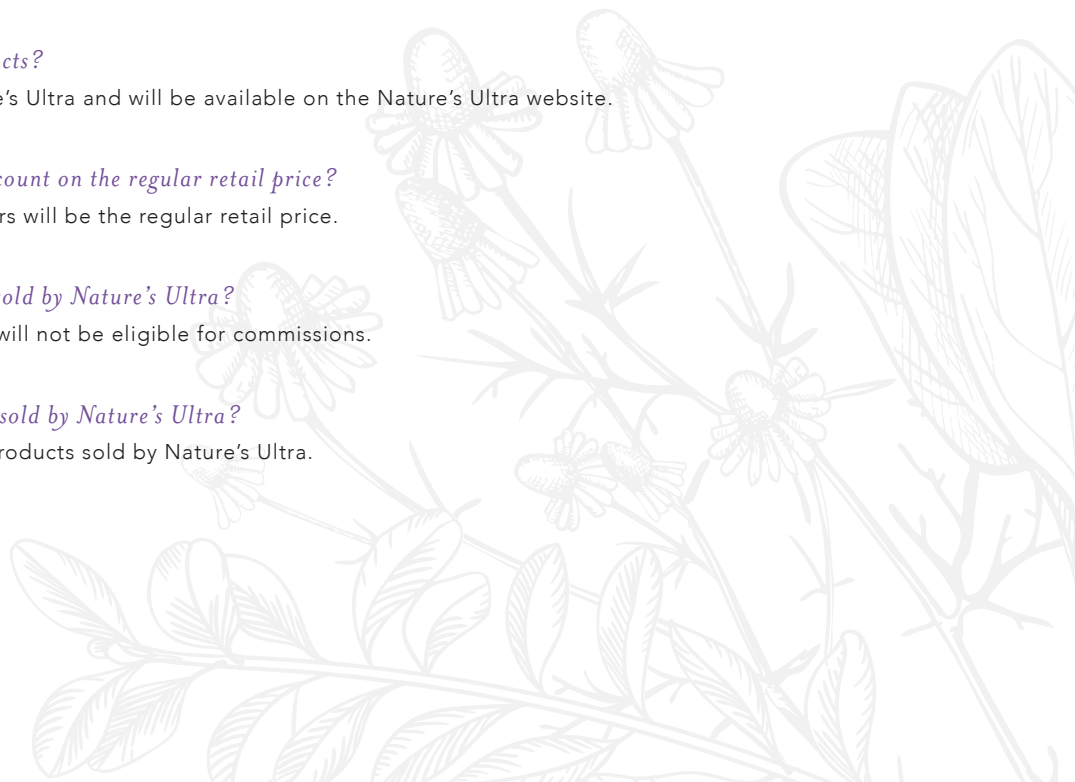 cts?
e’s Ultra and will be available on the Nature’s Ultra website.
count on the regular retail price?
rs will be the regular retail price.
sold by Nature’s Ultra?
will not be eligible for commissions.
sold by Nature’s Ultra?
roducts sold by Nature’s Ultra.